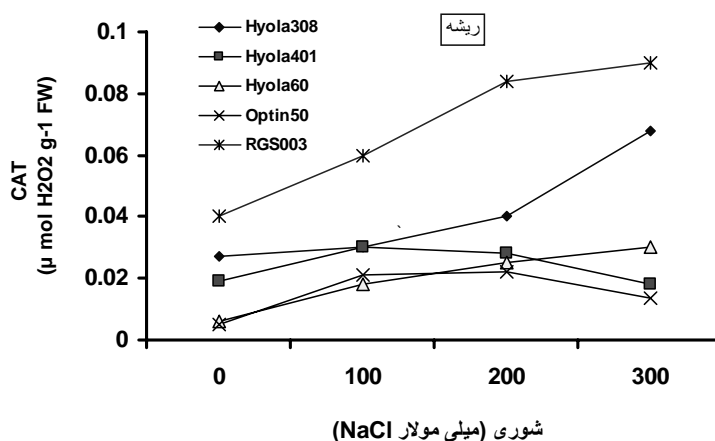 ریشه
Hyola308
Hyola401
Hyola60
Optin50
RGS003
CAT
(µ mol H2O2 g-1 FW)
0.1
0.08
0.06
0.04
0.02
0
0 100 200 300
شوری (میلی مولار NaCl)